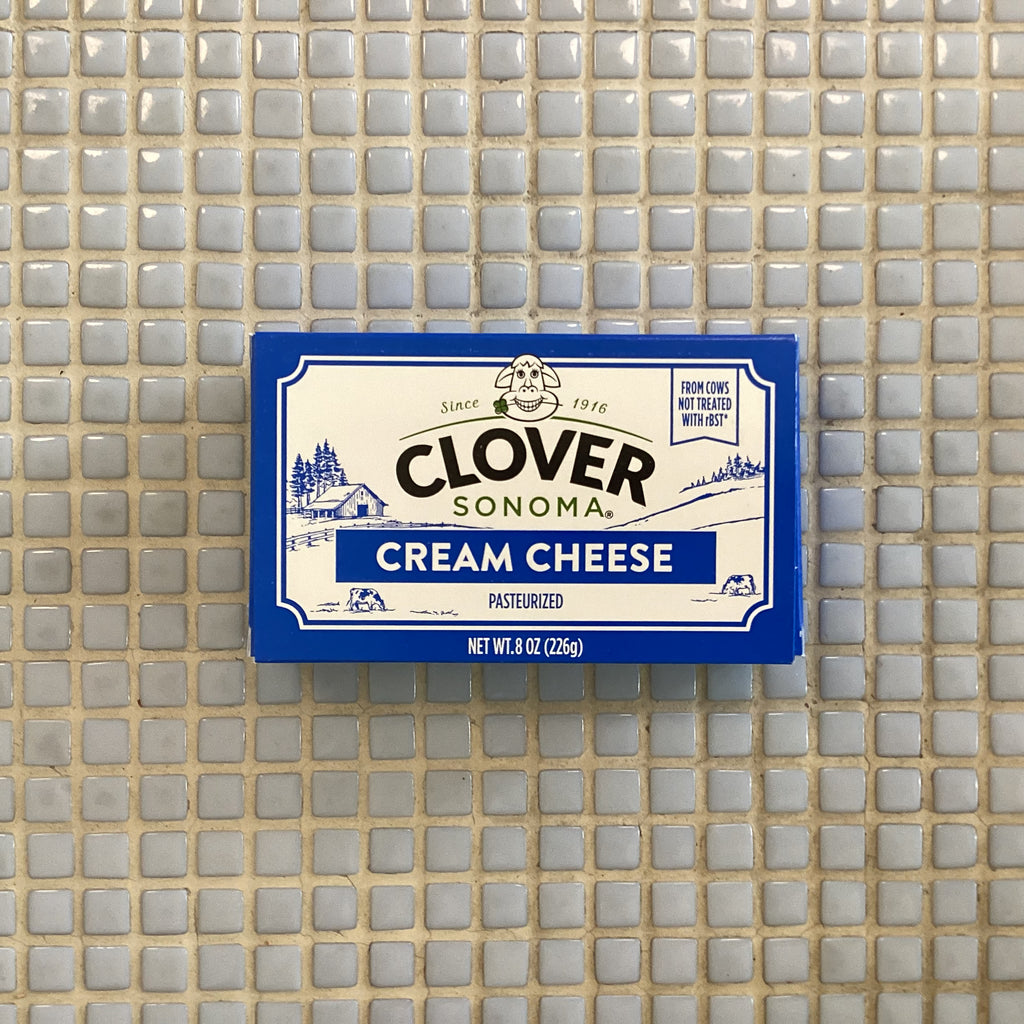 Since 1916
CLOVER
SONOMA®
FROM COWS
NOT TREATED
WITH rBST*
CREAM CHEESE
PASTEURIZED
NET WT.8 OZ (226g)